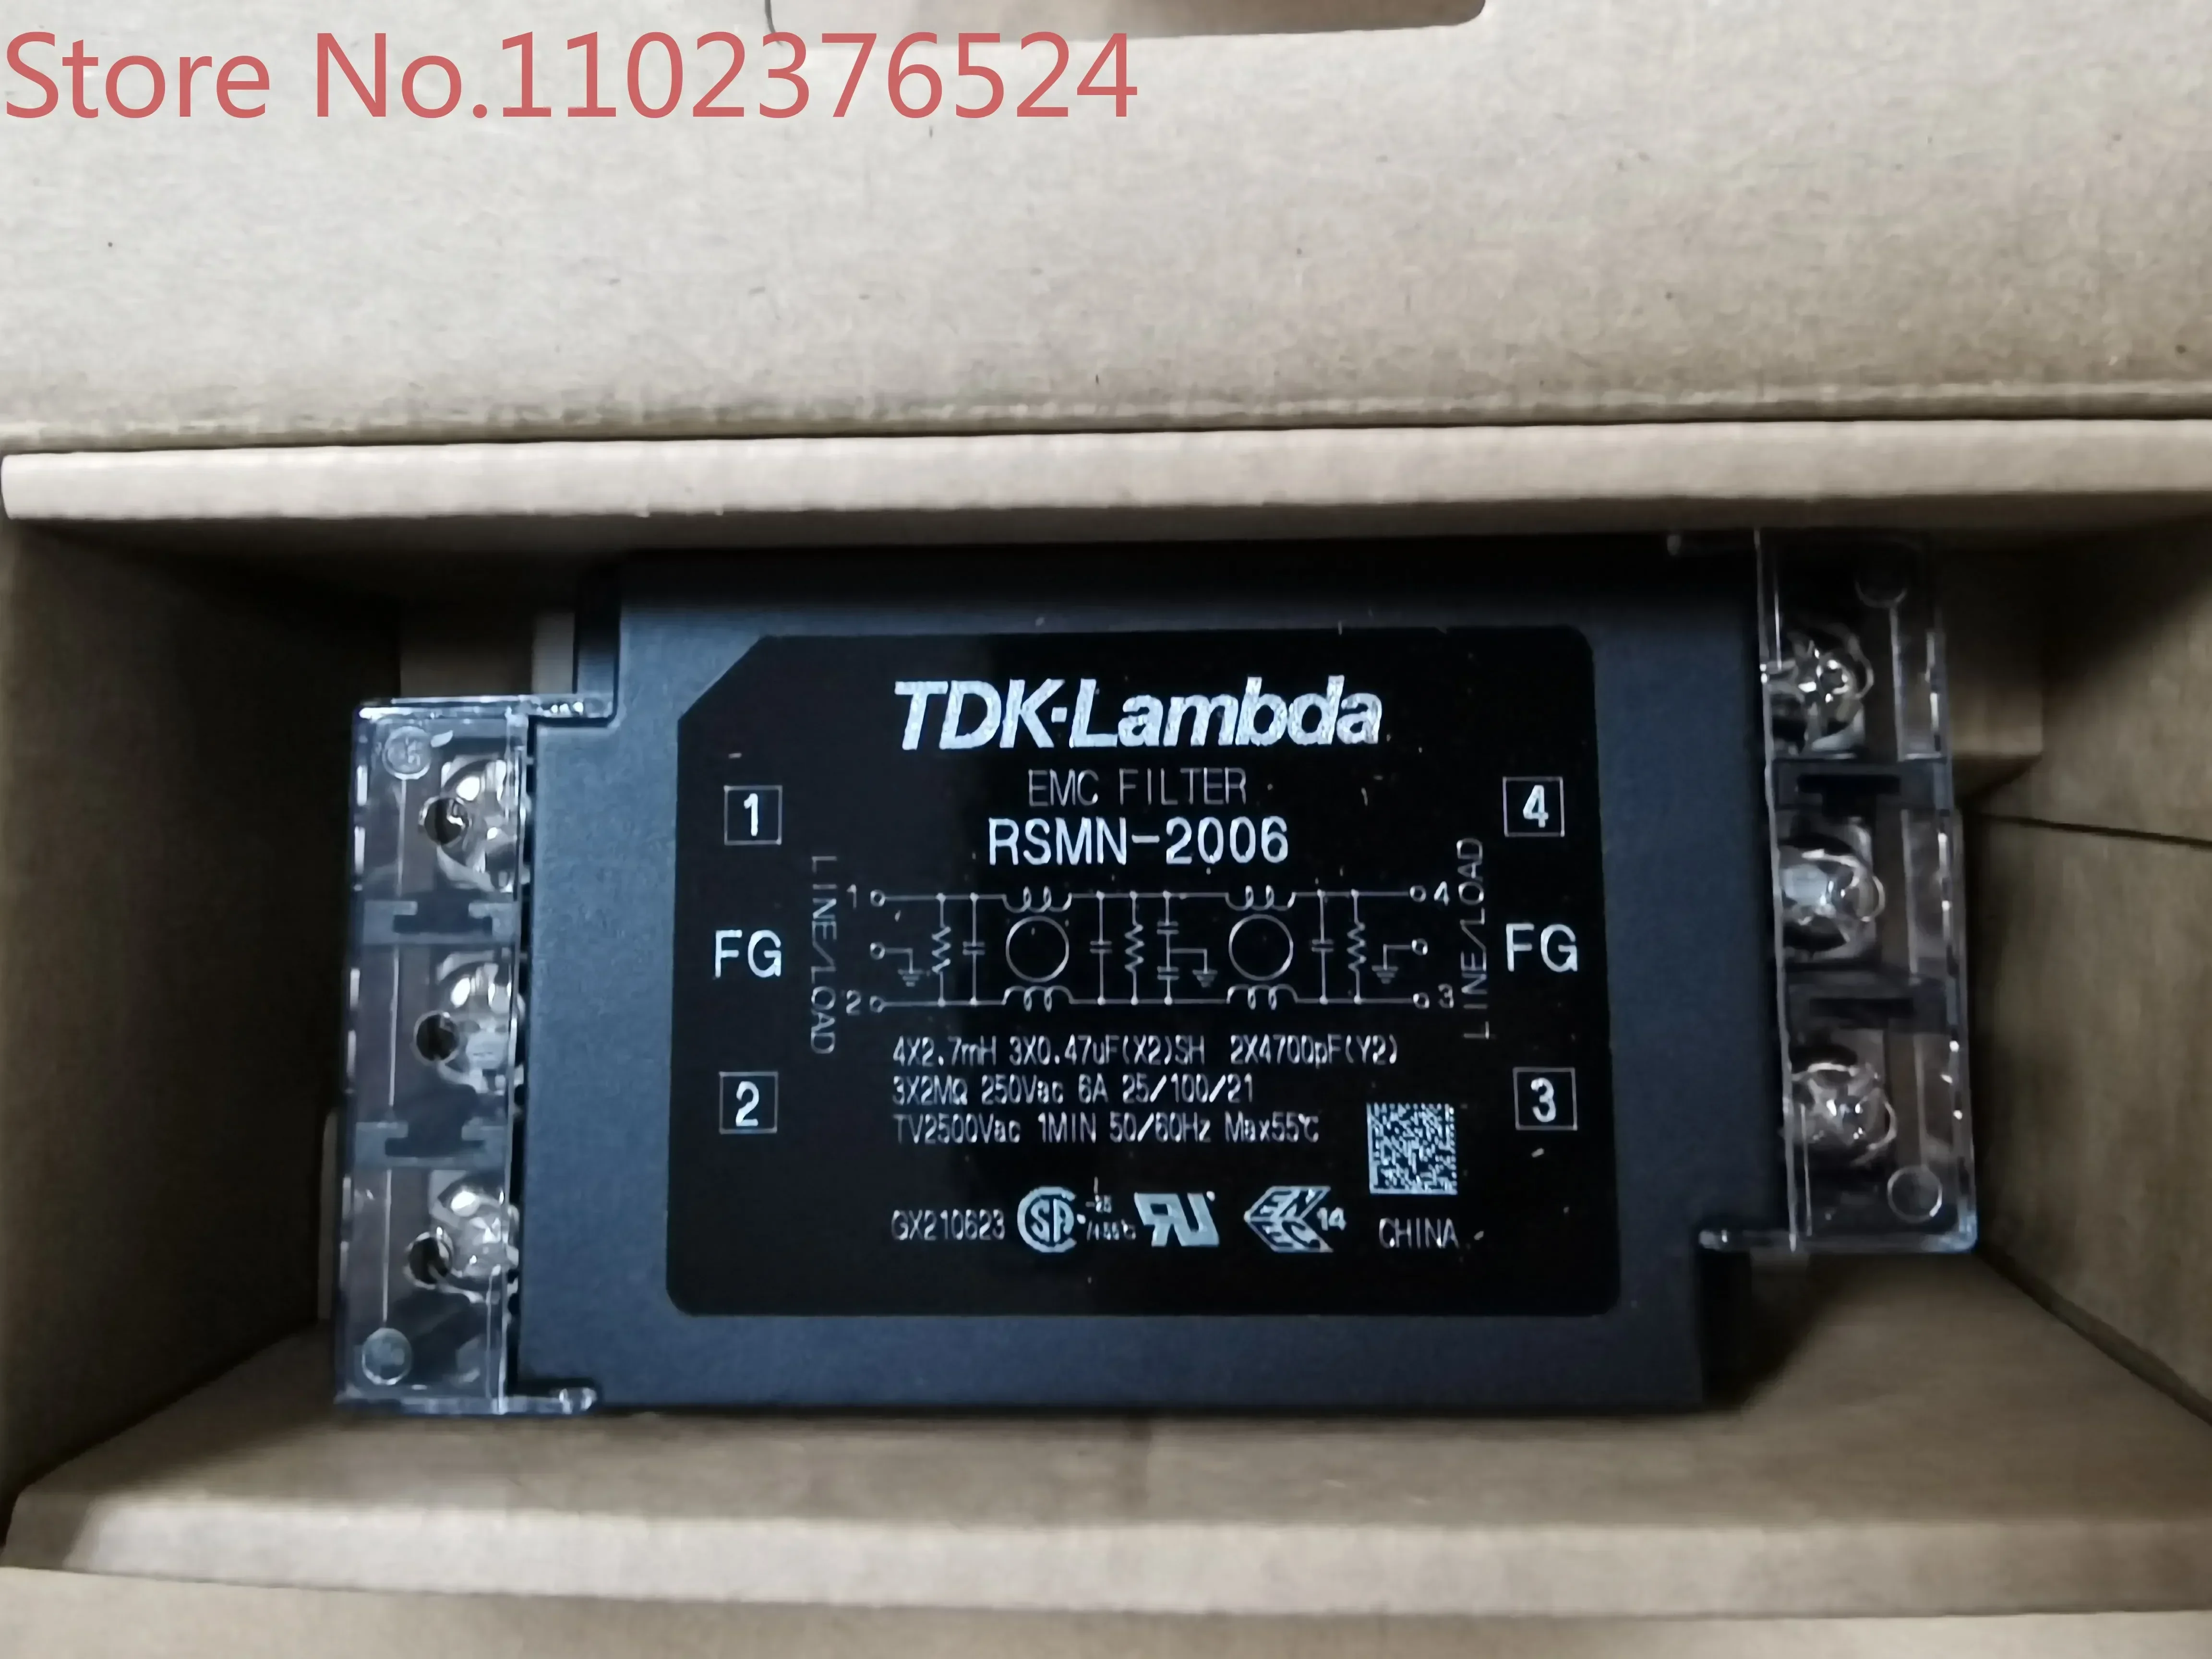 Store No.1102376524
TDK·Lambda
EMC FILTER
RSMN-2006
1
4
LINE/LOAD
1
4
LINE/LOAD
FG
FG
2
3
2
3
4X2.7mH 3X0.47uF(X2)SH 2X4700pF(Y2)
3X2MΩ 250Vac 6A 25/100/21
TV2500Vac 1MIN 50/60Hz Max55℃
GX210623
14
CHINA